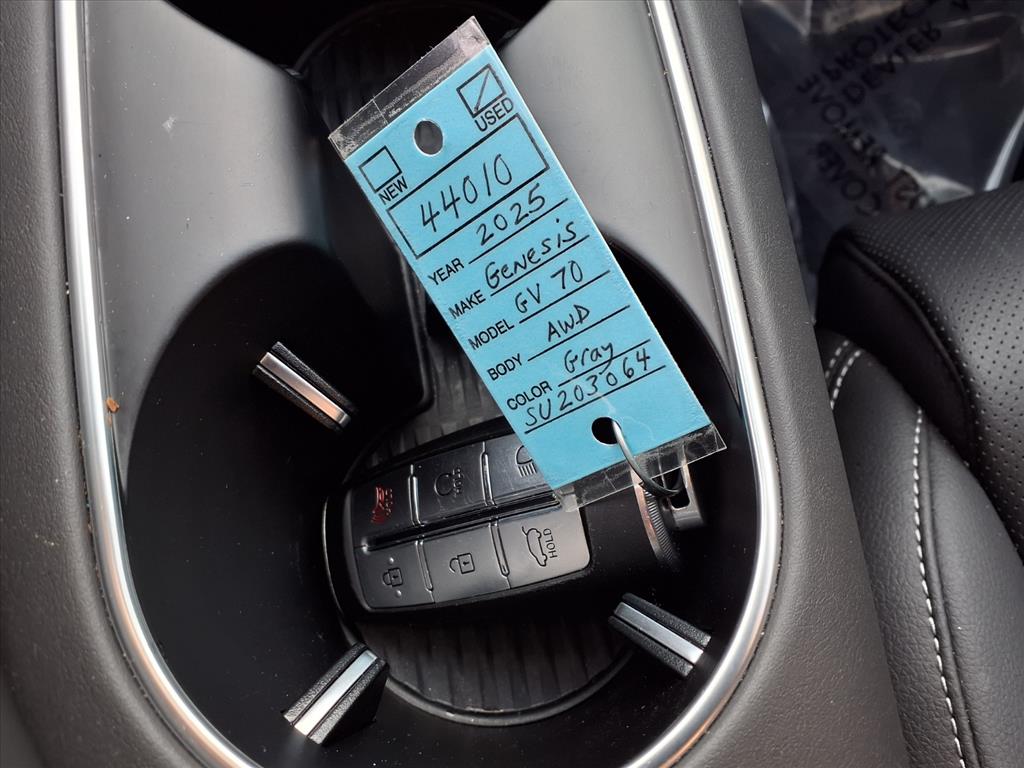 USED
NEW
44010
YEAR 2025
MAKE Genesis
MODEL GV 70
BODY AWD
COLOR Gray
SU203064
HOLD